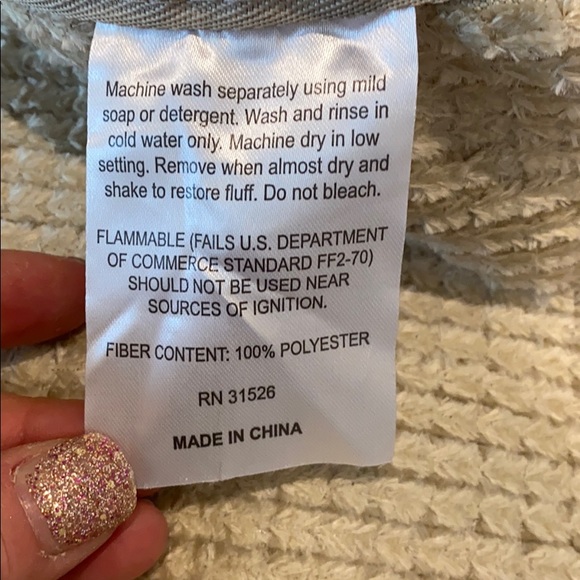 Machine wash separately using mild
soap or detergent. Wash and rinse in
cold water only. Machine dry in low
setting. Remove when almost dry and
shake to restore fluff. Do not bleach.
FLAMMABLE (FAILS U.S. DEPARTMENT
OF COMMERCE STANDARD FF2-70)
SHOULD NOT BE USED NEAR
SOURCES OF IGNITION.
FIBER CONTENT: 100% POLYESTER
RN 31526
MADE IN CHINA